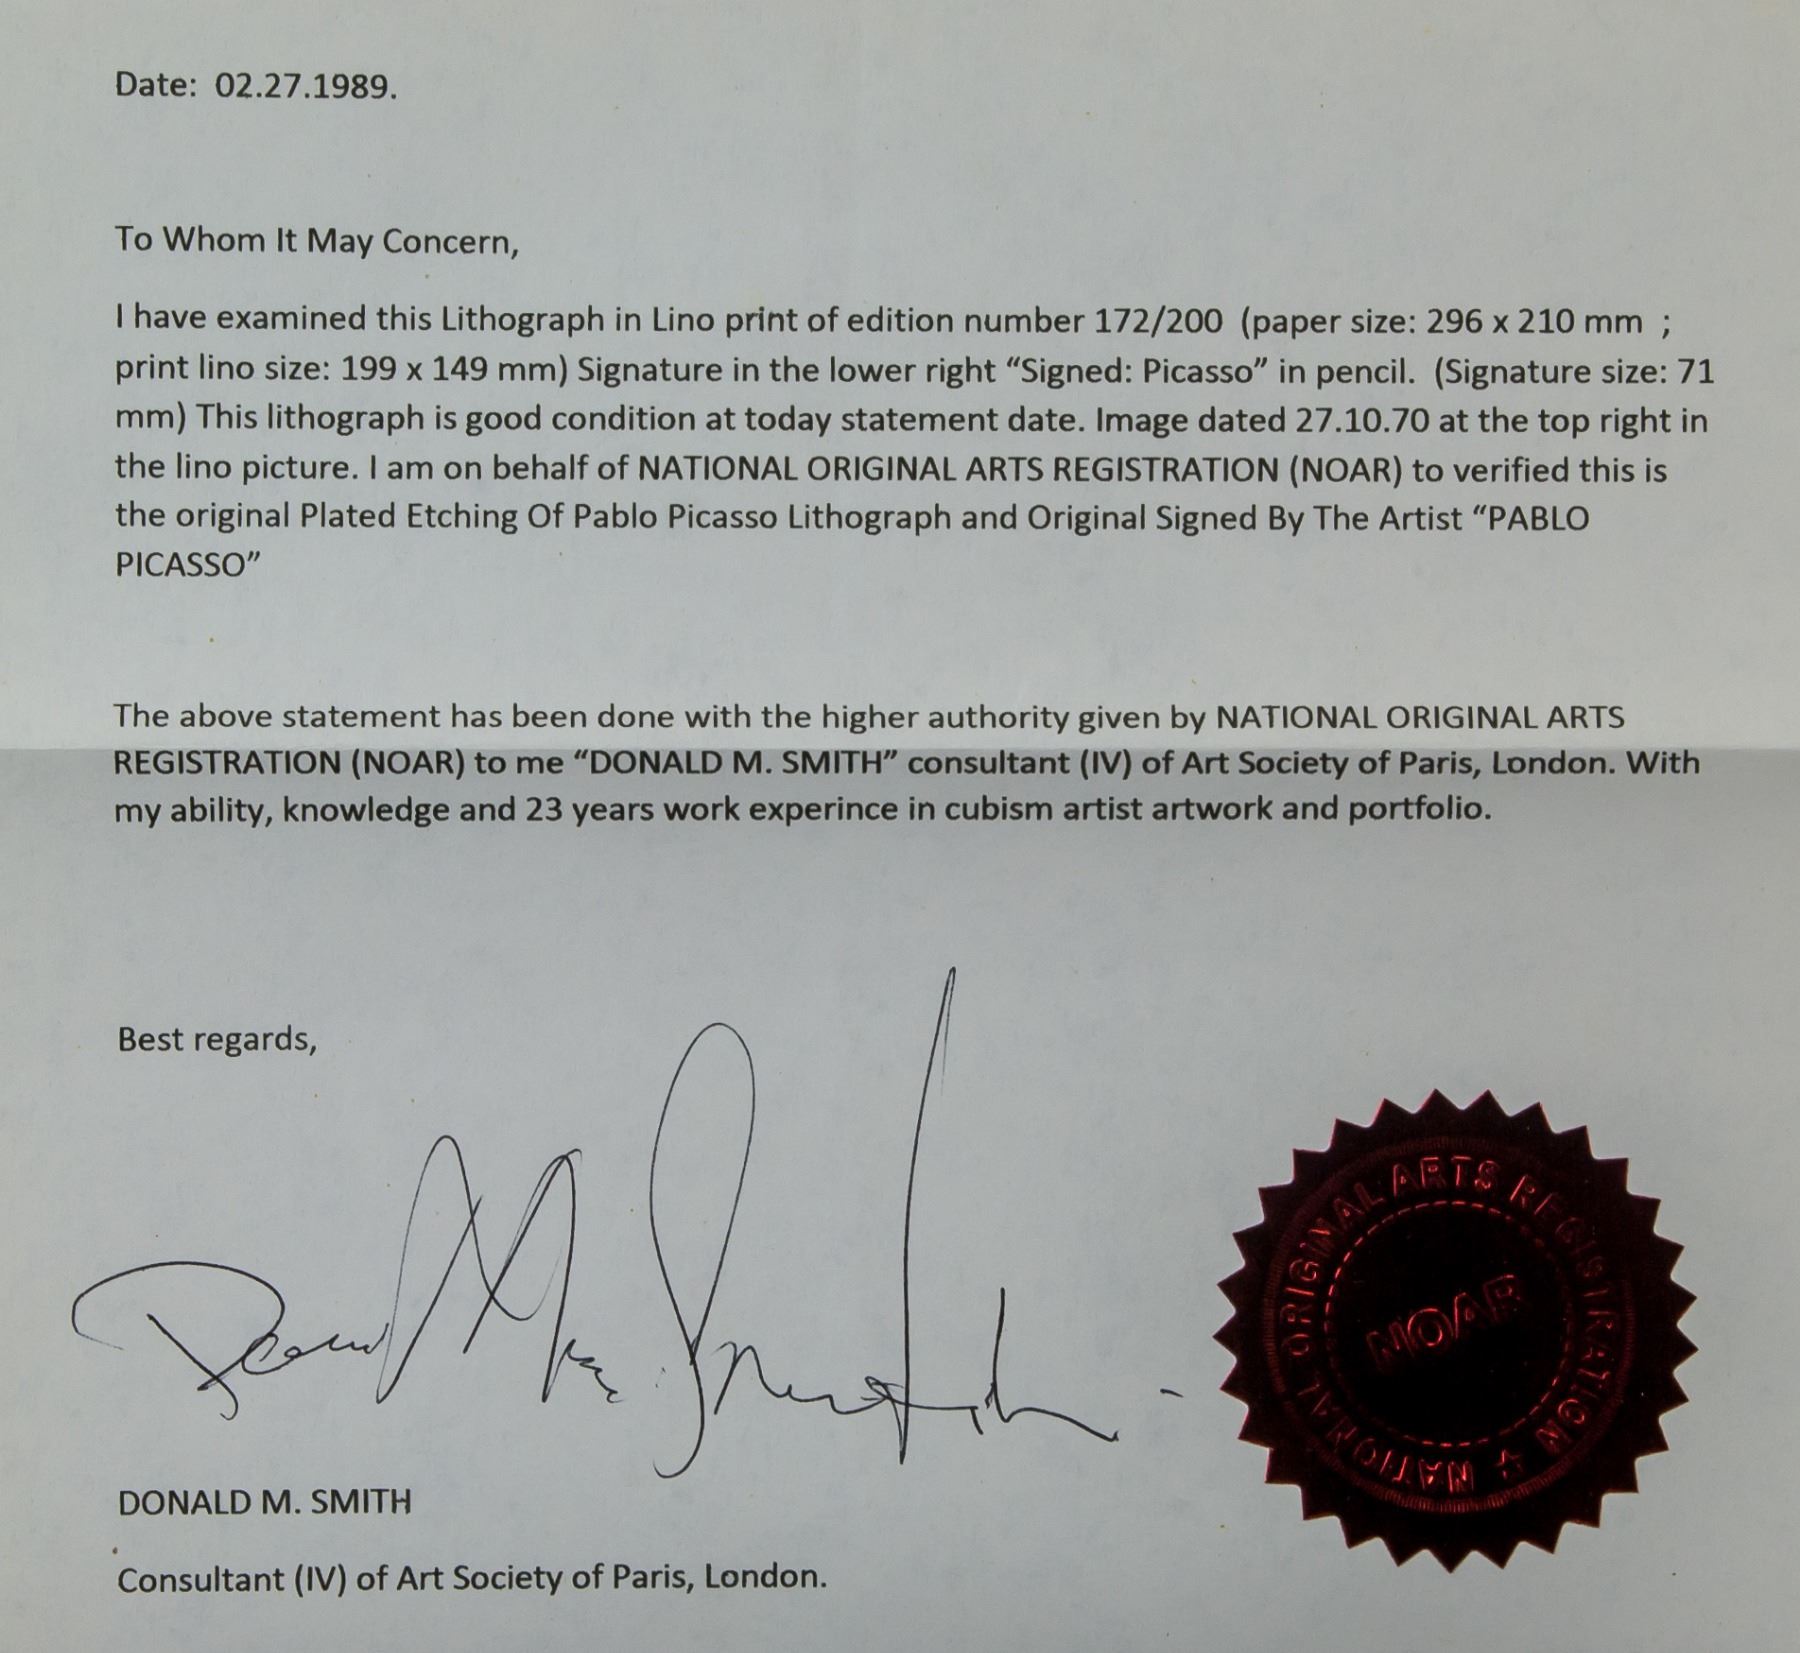 Date:  02.27.1989.
To Whom It May Concern,
I have examined this Lithograph in Lino print of edition number 172/200  (paper size: 296 x 210 mm  ;
print lino size: 199 x 149 mm) Signature in the lower right “Signed: Picasso” in pencil.  (Signature size: 71
mm) This lithograph is good condition at today statement date. Image dated 27.10.70 at the top right in
the lino picture. I am on behalf of NATIONAL ORIGINAL ARTS REGISTRATION (NOAR) to verified this is
the original Plated Etching Of Pablo Picasso Lithograph and Original Signed By The Artist “PABLO
PICASSO”
The above statement has been done with the higher authority given by NATIONAL ORIGINAL ARTS
REGISTRATION (NOAR) to me “DONALD M. SMITH” consultant (IV) of Art Society of Paris, London. With
my ability, knowledge and 23 years work experince in cubism artist artwork and portfolio.
Best regards,
Donald M. Smith
DONALD M. SMITH
Consultant (IV) of Art Society of Paris, London.
NATIONAL ORIGINAL ARTS REGISTRATION ☆
NOAR